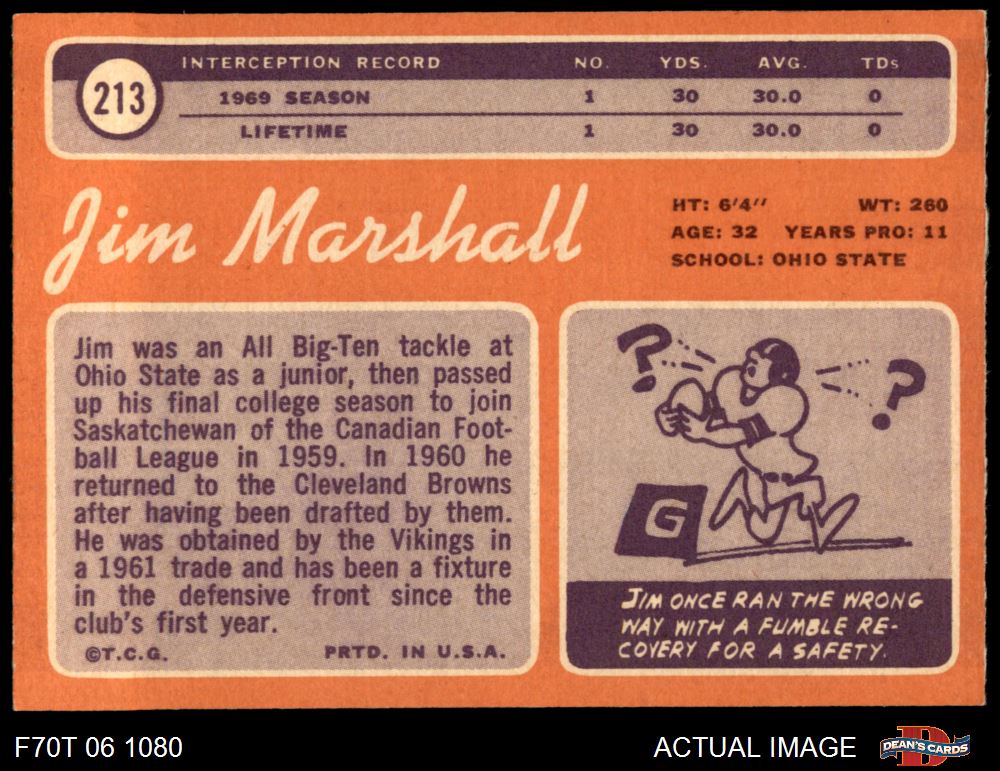 213
INTERCEPTION RECORD NO. YDS. AVG. TDs
1969 SEASON 1 30 30.0 0
LIFETIME 1 30 30.0 0
Jim Marshall
HT: 6'4" WT: 260
AGE: 32 YEARS PRO: 11
SCHOOL: OHIO STATE
Jim was an All Big-Ten tackle at
Ohio State as a junior, then passed
up his final college season to join
Saskatchewan of the Canadian Foot-
ball League in 1959. In 1960 he
returned to the Cleveland Browns
after having been drafted by them.
He was obtained by the Vikings in
a 1961 trade and has been a fixture
in the defensive front since the
club's first year.
©T.C.G. PRTD. IN U.S.A.
? ?
G
JIM ONCE RAN THE WRONG
WAY WITH A FUMBLE RE-
COVERY FOR A SAFETY.
F70T 06 1080
ACTUAL IMAGE
DEAN'S CARDS